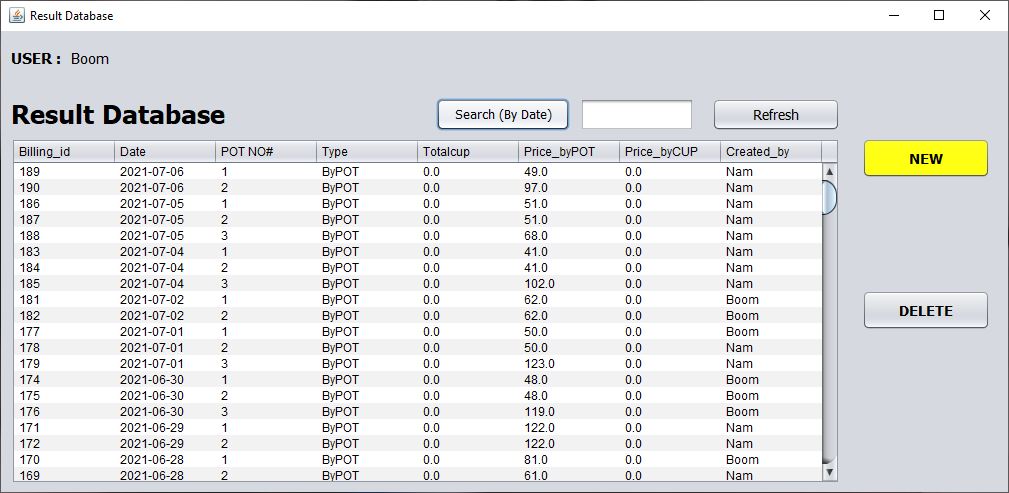 Result Database
USER : Boom
Result Database Search (By Date) Refresh
Billing_id Date POT NO# Type Totalcup Price_byPOT Price_byCUP Created_by
189 2021-07-06 1 ByPOT 0.0 49.0 0.0 Nam
190 2021-07-06 2 ByPOT 0.0 97.0 0.0 Nam
186 2021-07-05 1 ByPOT 0.0 51.0 0.0 Nam
187 2021-07-05 2 ByPOT 0.0 51.0 0.0 Nam
188 2021-07-05 3 ByPOT 0.0 68.0 0.0 Nam
183 2021-07-04 1 ByPOT 0.0 41.0 0.0 Nam
184 2021-07-04 2 ByPOT 0.0 41.0 0.0 Nam
185 2021-07-04 3 ByPOT 0.0 102.0 0.0 Nam
181 2021-07-02 1 ByPOT 0.0 62.0 0.0 Boom
182 2021-07-02 2 ByPOT 0.0 62.0 0.0 Boom
177 2021-07-01 1 ByPOT 0.0 50.0 0.0 Boom
178 2021-07-01 2 ByPOT 0.0 50.0 0.0 Nam
179 2021-07-01 3 ByPOT 0.0 123.0 0.0 Nam
174 2021-06-30 1 ByPOT 0.0 48.0 0.0 Boom
175 2021-06-30 2 ByPOT 0.0 48.0 0.0 Boom
176 2021-06-30 3 ByPOT 0.0 119.0 0.0 Boom
171 2021-06-29 1 ByPOT 0.0 122.0 0.0 Nam
172 2021-06-29 2 ByPOT 0.0 122.0 0.0 Nam
170 2021-06-28 1 ByPOT 0.0 81.0 0.0 Boom
169 2021-06-28 2 ByPOT 0.0 61.0 0.0 Nam
NEW
DELETE